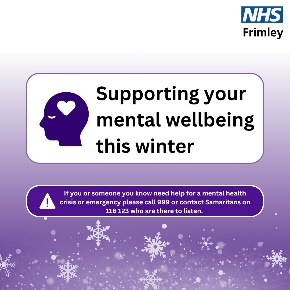 NHS
Frimley
Supporting your
mental wellbeing
this winter
If you or someone you know need help for a mental health
crisis or emergency please call 999 or contact Samaritans on
116 123 who are there to listen.